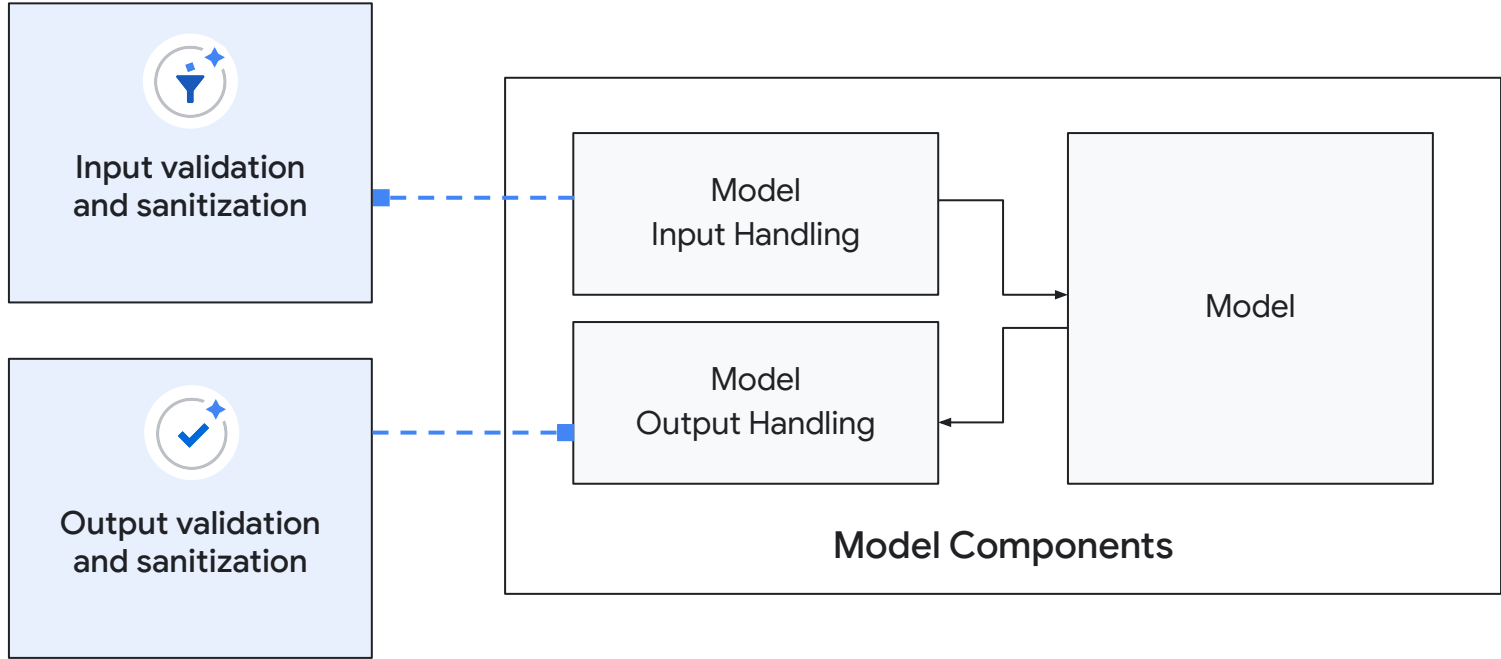 Input validation
and sanitization
Model
Input Handling
Model
Output Handling
Model
Output validation
and sanitization
Model Components